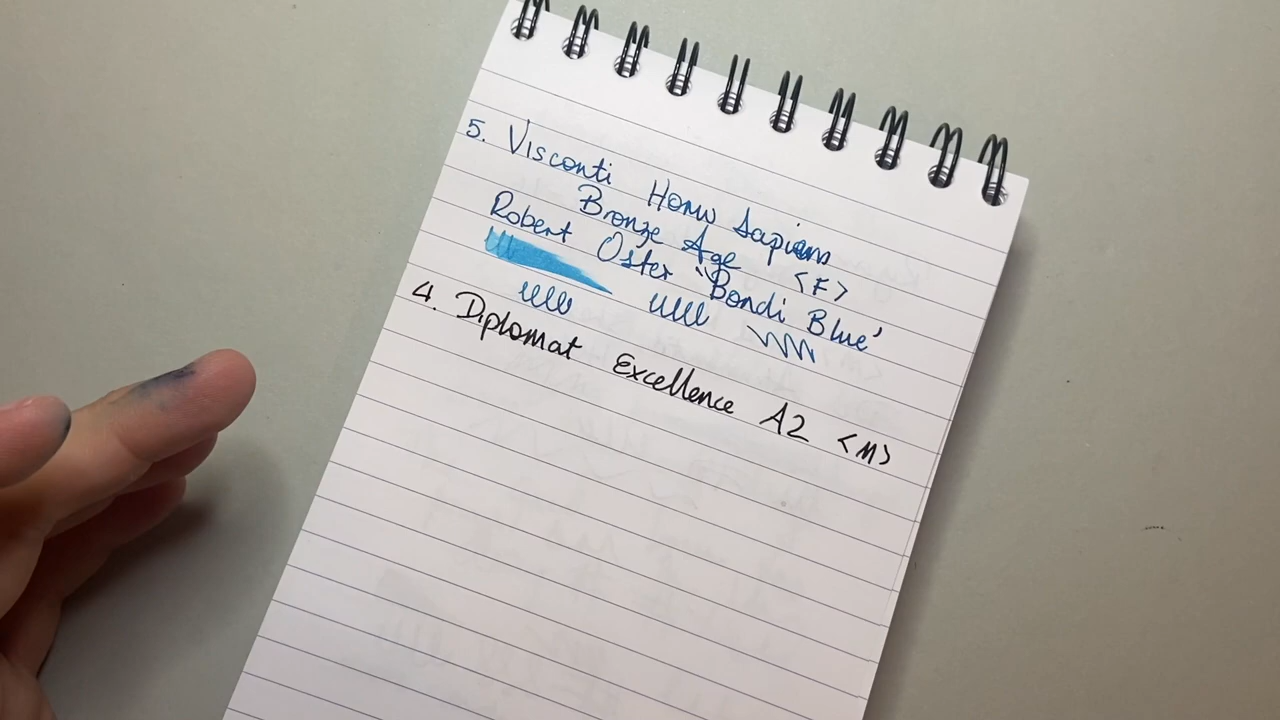 5. Visconti Homo Sapiens
Bronze Age <F>
Robert Oster 'Bondi Blue'
4. Diplomat Excellence A2 <M>